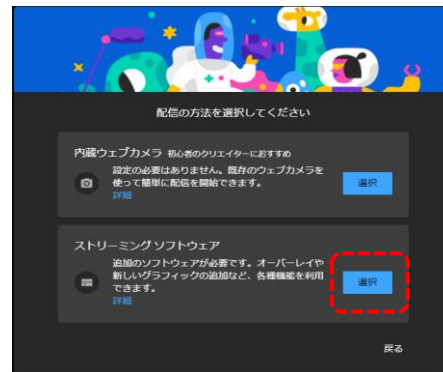 配信の方法を選択してください
内蔵ウェブカメラ 初心者のクリエイターにおすすめ
設定の必要はありません。既存のウェブカメラを
使って簡単に配信を開始できます。
詳細
選択
ストリーミングソフトウェア
追加のソフトウェアが必要です。オーバーレイや
新しいグラフィックの追加など、各種機能を利用
できます。
詳細
選択
戻る